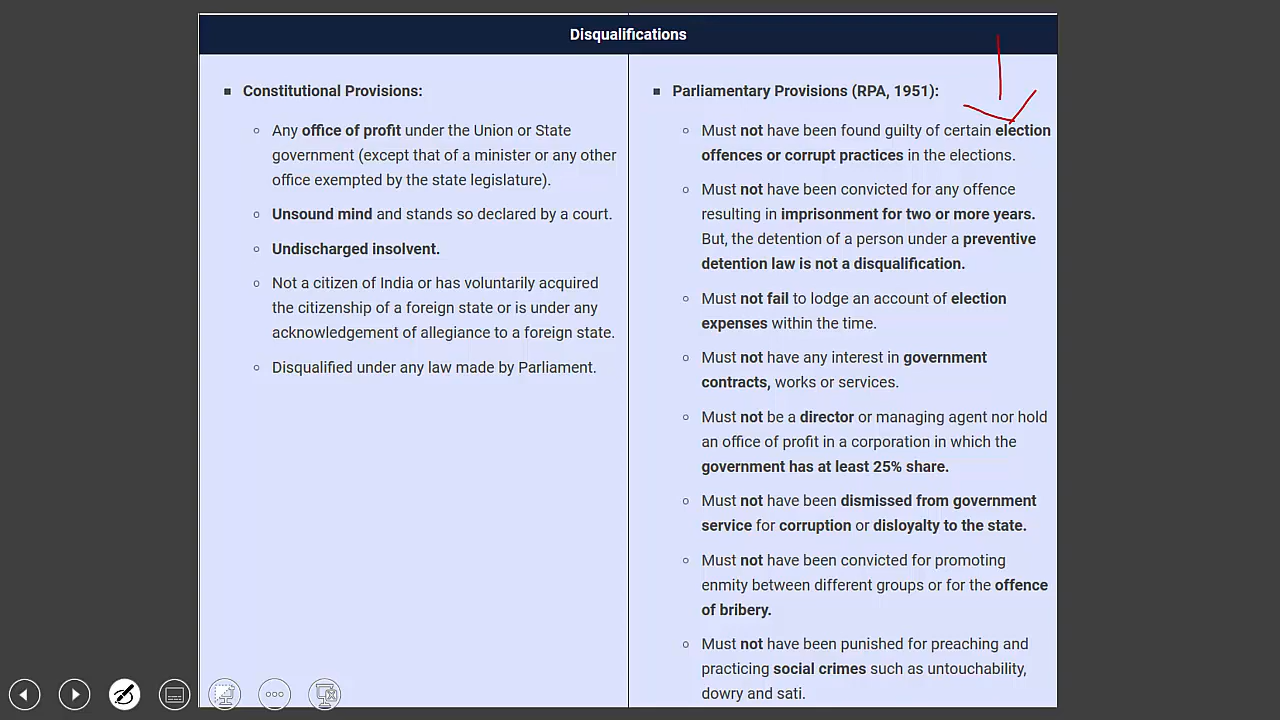 Disqualifications
Constitutional Provisions:
Any office of profit under the Union or State
government (except that of a minister or any other
office exempted by the state legislature).
Unsound mind and stands so declared by a court.
Undischarged insolvent.
Not a citizen of India or has voluntarily acquired
the citizenship of a foreign state or is under any
acknowledgement of allegiance to a foreign state.
Disqualified under any law made by Parliament.
Parliamentary Provisions (RPA, 1951):
Must not have been found guilty of certain election
offences or corrupt practices in the elections.
Must not have been convicted for any offence
resulting in imprisonment for two or more years.
But, the detention of a person under a preventive
detention law is not a disqualification.
Must not fail to lodge an account of election
expenses within the time.
Must not have any interest in government
contracts, works or services.
Must not be a director or managing agent nor hold
an office of profit in a corporation in which the
government has at least 25% share.
Must not have been dismissed from government
service for corruption or disloyalty to the state.
Must not have been convicted for promoting
enmity between different groups or for the offence
of bribery.
Must not have been punished for preaching and
practicing social crimes such as untouchability,
dowry and sati.